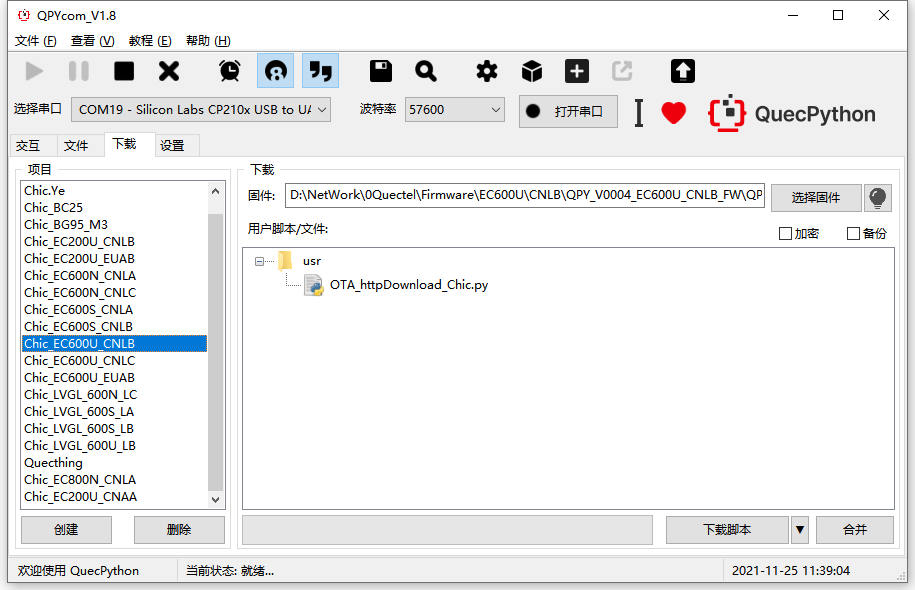 QPYcom_V1.8
文件 (F) 查看 (V) 教程 (E) 帮助 (H)
选择串口 COM19 - Silicon Labs CP210x USB to UA 波特率 57600 打开串口 QuecPython
交互 文件 下载 设置
项目
Chic.Ye
Chic_BC25
Chic_BG95_M3
Chic_EC200U_CNLB
Chic_EC200U_EUAB
Chic_EC600N_CNLA
Chic_EC600N_CNLC
Chic_EC600S_CNLA
Chic_EC600S_CNLB
Chic_EC600U_CNLB
Chic_EC600U_CNLC
Chic_EC600U_EUAB
Chic_LVGL_600N_LC
Chic_LVGL_600S_LA
Chic_LVGL_600S_LB
Chic_LVGL_600U_LB
Quecthing
Chic_EC800N_CNLA
Chic_EC200U_CNAA
创建 删除
下载
固件: D:\NetWork\0Quectel\Firmware\EC600U\CNLB\QPY_V0004_EC600U_CNLB_FW\QP 选择固件
用户脚本/文件: 加密 备份
usr
OTA_httpDownload_Chic.py
下载脚本 合并
欢迎使用 QuecPython 当前状态: 就绪... 2021-11-25 11:39:04